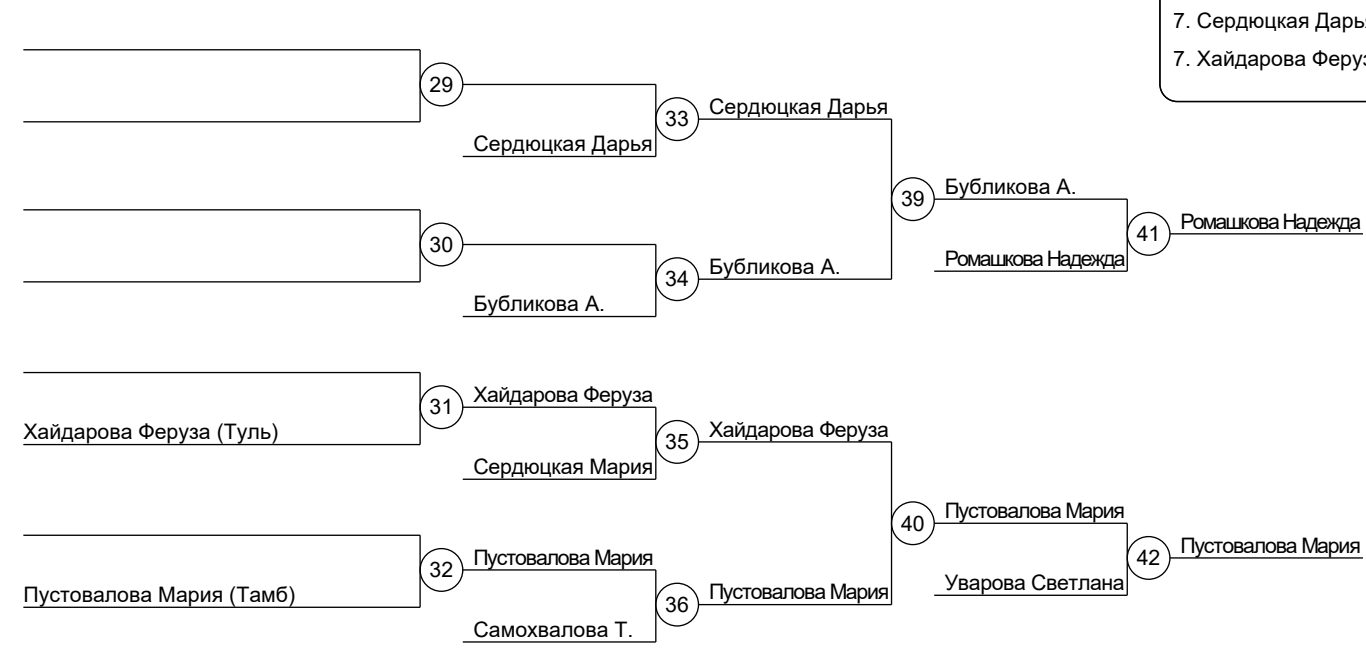 7. Сердюцкая Дарья
7. Хайдарова Феруз
29
33
Сердюцкая Дарья
Сердюцкая Дарья
39
Бубликова А.
41
Ромашкова Надежда
30
34
Бубликова А.
Ромашкова Надежда
Бубликова А.
31
Хайдарова Феруза
35
Хайдарова Феруза
Хайдарова Феруза (Туль)
Сердюцкая Мария
40
Пустовалова Мария
42
Пустовалова Мария
32
Пустовалова Мария
36
Пустовалова Мария
Уварова Светлана
Пустовалова Мария (Тамб)
Самохвалова Т.